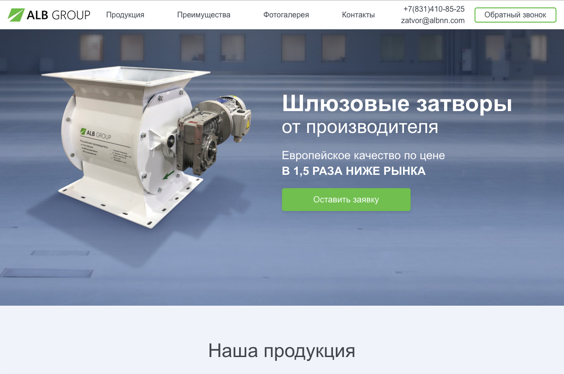 ALB GROUP
Продукция
Преимущества
Фотогалерея
Контакты
+7(831)410-85-25
zatvor@albnn.com
Обратный звонок
ALB GROUP
Шлюзовые затворы
от производителя
Европейское качество по цене
В 1,5 РАЗА НИЖЕ РЫНКА
Оставить заявку
Наша продукция